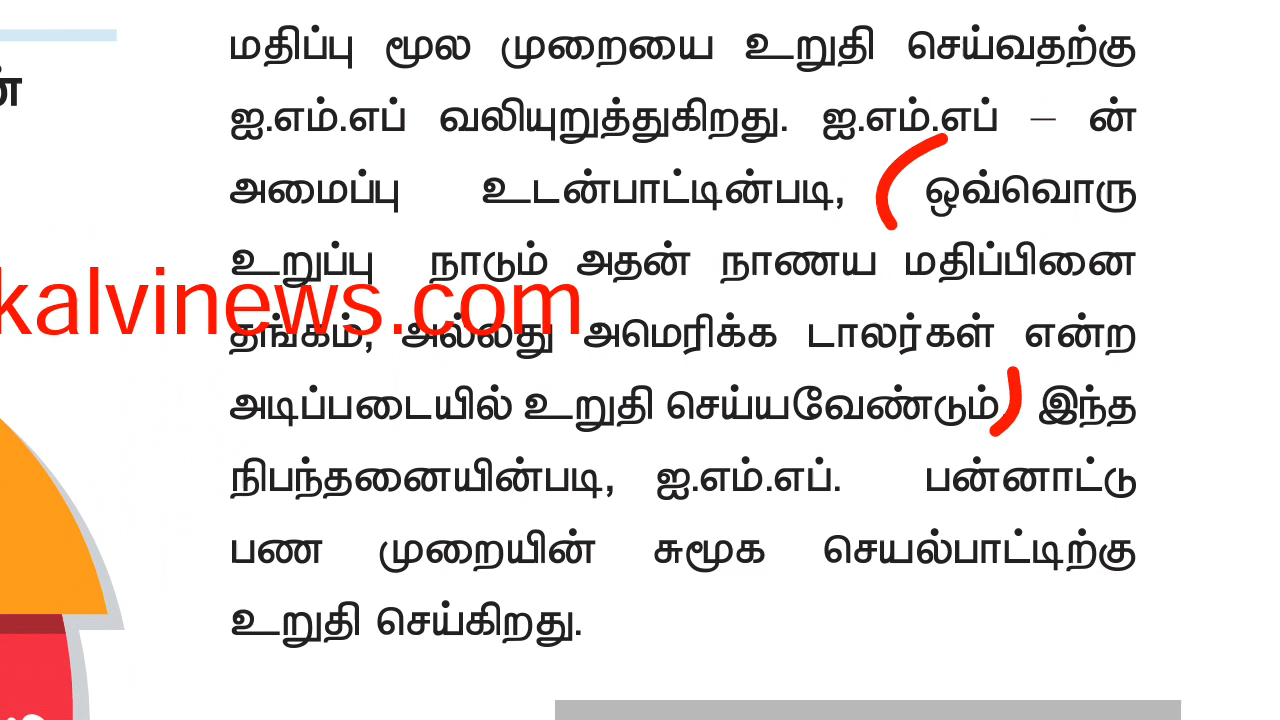 மதிப்பு மூல முறையை உறுதி செய்வதற்கு
ஐ.எம்.எப் வலியுறுத்துகிறது. ஐ.எம்.எப் – ன்
அமைப்பு உடன்பாட்டின்படி, ஒவ்வொரு
உறுப்பு நாடும் அதன் நாணய மதிப்பினை
kalvinews.com
தங்கம், அல்லது அமெரிக்க டாலர்கள் என்ற
அடிப்படையில் உறுதி செய்யவேண்டும். இந்த
நிபந்தனையின்படி, ஐ.எம்.எப். பன்னாட்டு
பண முறையின் சுமூக செயல்பாட்டிற்கு
உறுதி செய்கிறது.